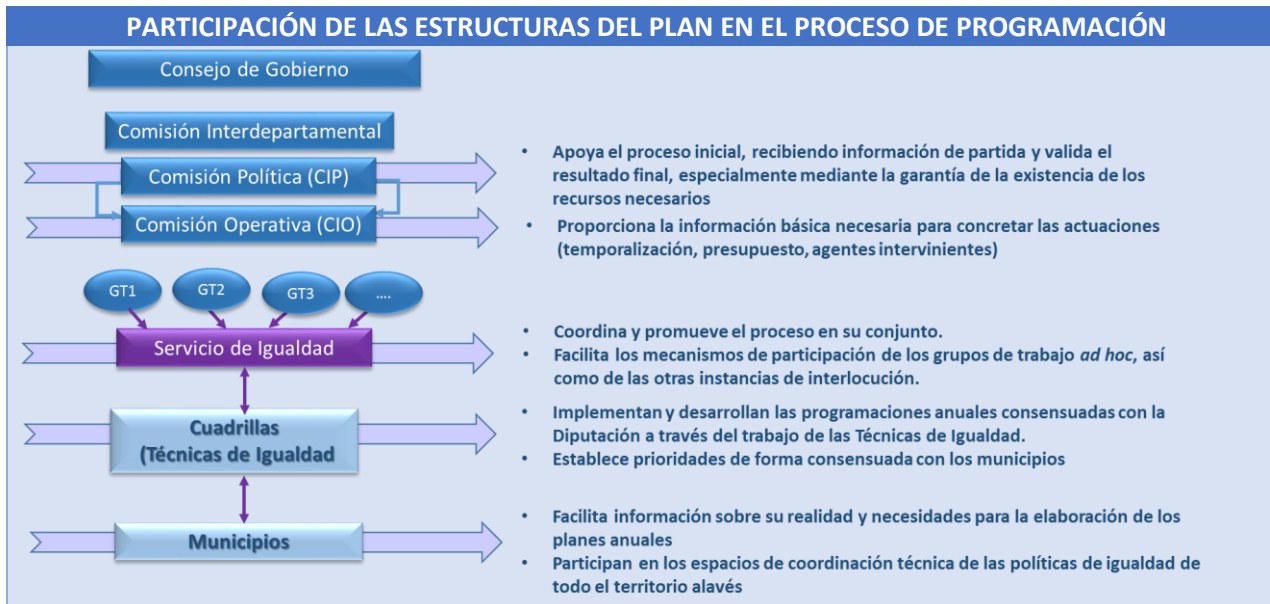 PARTICIPACIÓN DE LAS ESTRUCTURAS DEL PLAN EN EL PROCESO DE PROGRAMACIÓN
Consejo de Gobierno
Comisión Interdepartamental
Comisión Política (CIP)
• Apoya el proceso inicial, recibiendo información de partida y valida el
resultado final, especialmente mediante la garantía de la existencia de los
recursos necesarios
Comisión Operativa (CIO)
• Proporciona la información básica necesaria para concretar las actuaciones
(temporalización, presupuesto, agentes intervinientes)
GT1
GT2
GT3
....
Servicio de Igualdad
• Coordina y promueve el proceso en su conjunto.
• Facilita los mecanismos de participación de los grupos de trabajo ad hoc, así
como de las otras instancias de interlocución.
Cuadrillas
(Técnicas de Igualdad
• Implementan y desarrollan las programaciones anuales consensuadas con la
Diputación a través del trabajo de las Técnicas de Igualdad.
• Establece prioridades de forma consensuada con los municipios
Municipios
• Facilita información sobre su realidad y necesidades para la elaboración de los
planes anuales
• Participan en los espacios de coordinación técnica de las políticas de igualdad de
todo el territorio alavés